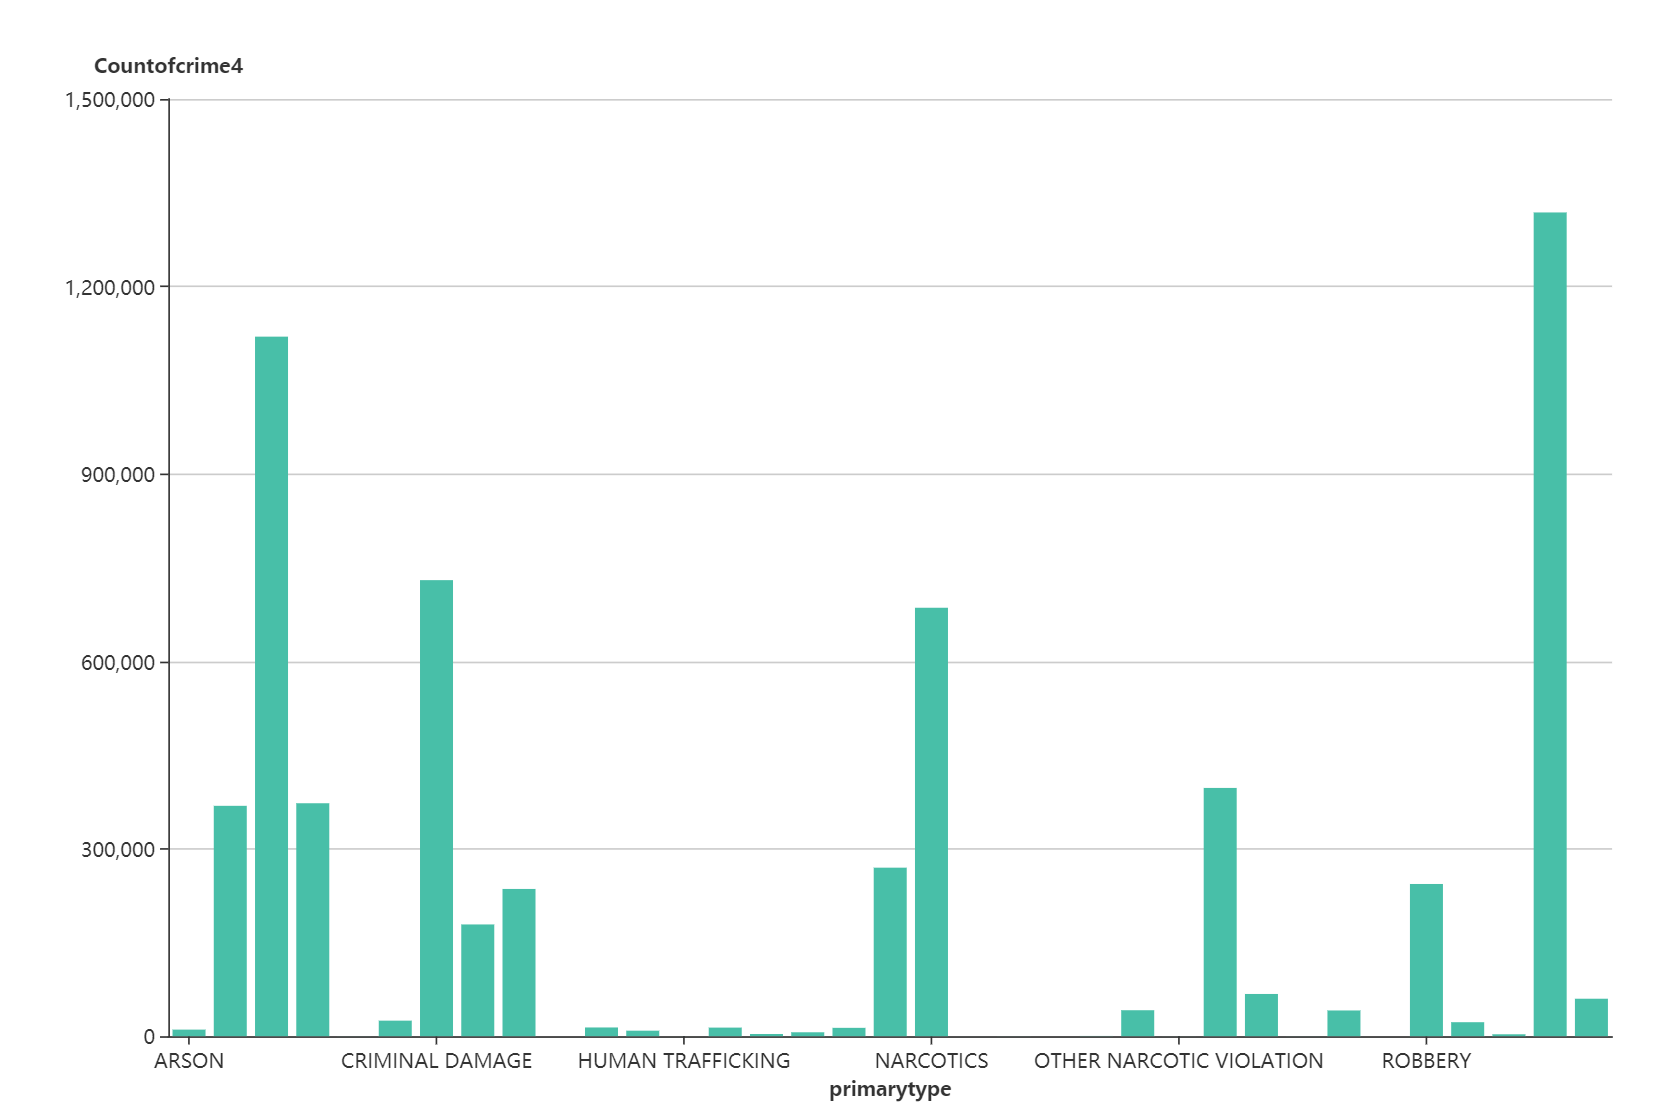 Countofcrime4
1,500,000
1,200,000
900,000
600,000
300,000
0
ARSON CRIMINAL DAMAGE HUMAN TRAFFICKING NARCOTICS OTHER NARCOTIC VIOLATION ROBBERY
primarytype